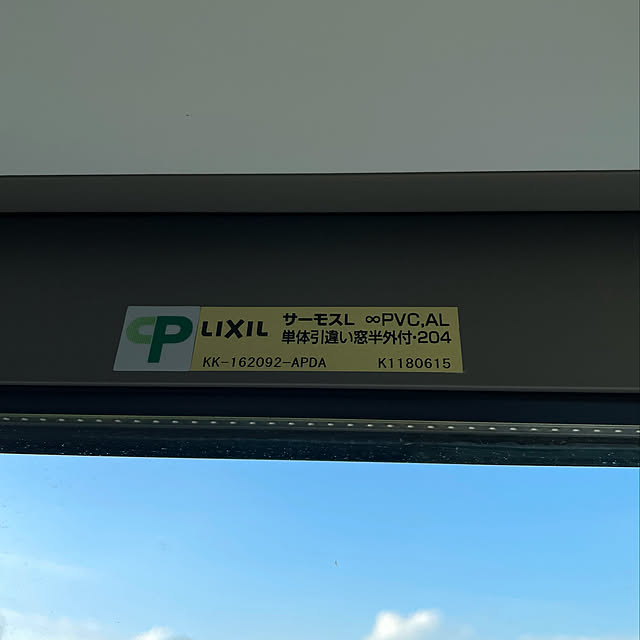 CP
LIXIL
サーモスL ∞PVC,AL
単体引違い窓半外付・204
KK-162092-APDA K1180615